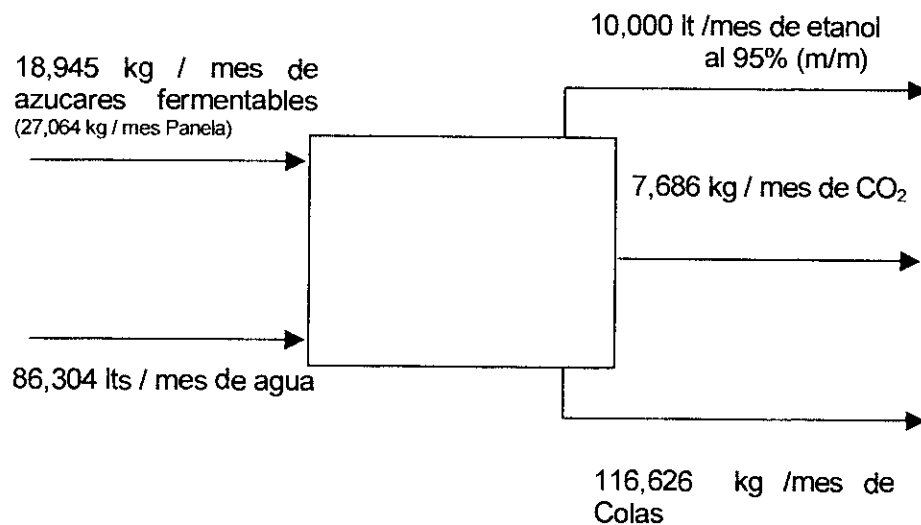 18,945 kg / mes de
azucares fermentables
(27,064 kg / mes Panela)
86,304 lts / mes de agua
10,000 lt /mes de etanol
al 95% (m/m)
7,686 kg / mes de CO₂
116,626 kg /mes de
Colas